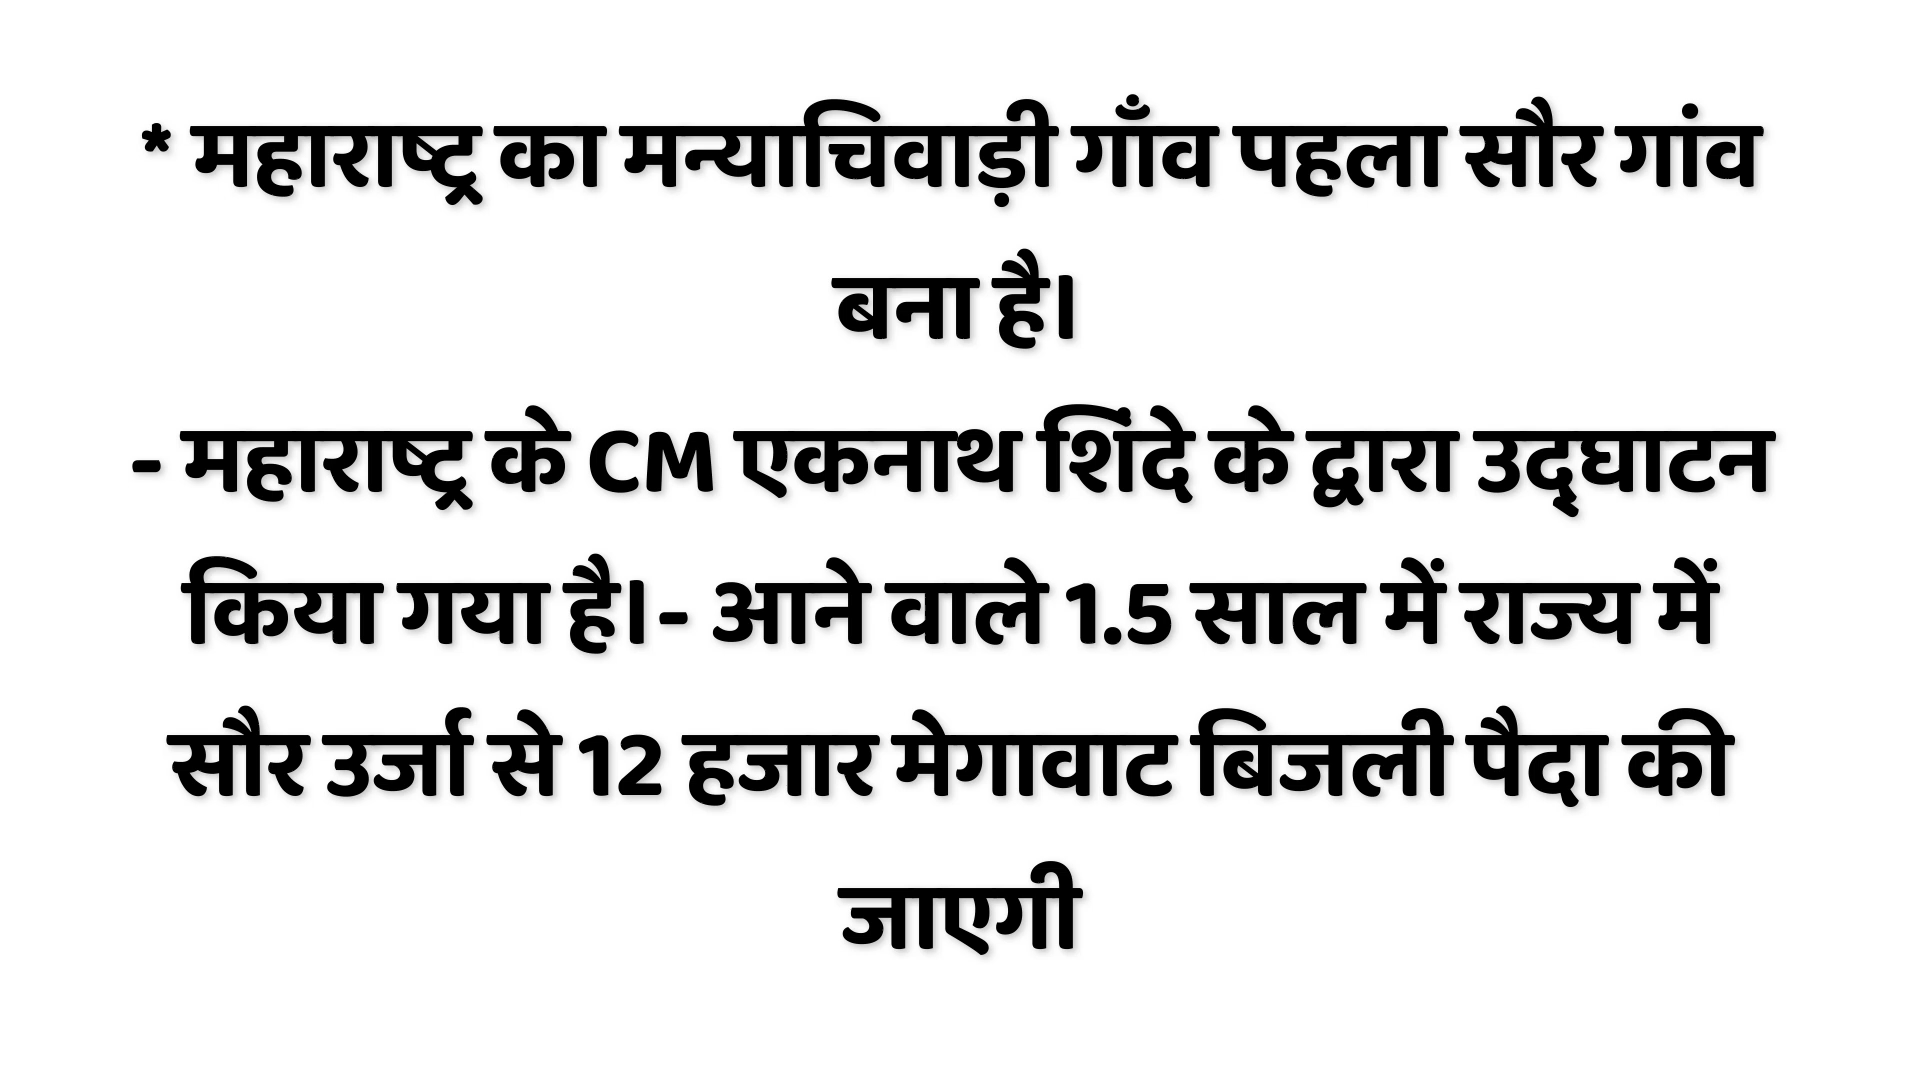 * महाराष्ट्र का मन्याचिवाड़ी गाँव पहला सौर गांव
बना है।
- महाराष्ट्र के CM एकनाथ शिंदे के द्वारा उद्घाटन
किया गया है।- आने वाले 1.5 साल में राज्य में
सौर उर्जा से 12 हजार मेगावाट बिजली पैदा की
जाएगी